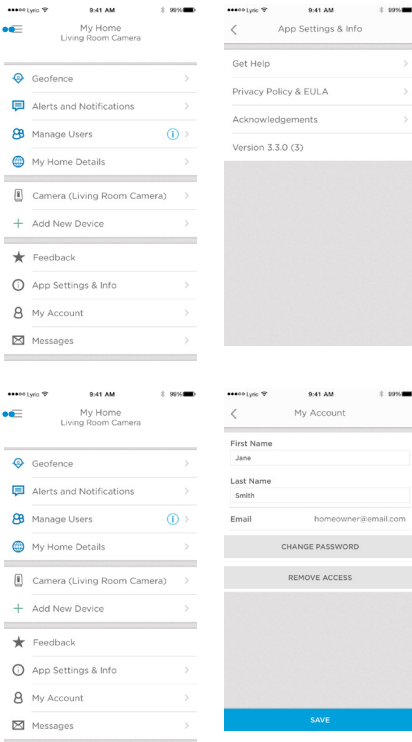 Lyric 9:41 AM 99%
My Home
Living Room Camera
Geofence
Alerts and Notifications
Manage Users
My Home Details
Camera (Living Room Camera)
Add New Device
Feedback
App Settings & Info
My Account
Messages
Lyric 9:41 AM 99%
App Settings & Info
Get Help
Privacy Policy & EULA
Acknowledgements
Version 3.3.0 (3)
Lyric 9:41 AM 99%
My Home
Living Room Camera
Geofence
Alerts and Notifications
Manage Users
My Home Details
Camera (Living Room Camera)
Add New Device
Feedback
App Settings & Info
My Account
Messages
Lyric 9:41 AM 99%
My Account
First Name
Jane
Last Name
Smith
Email homeowner@email.com
CHANGE PASSWORD
REMOVE ACCESS
SAVE